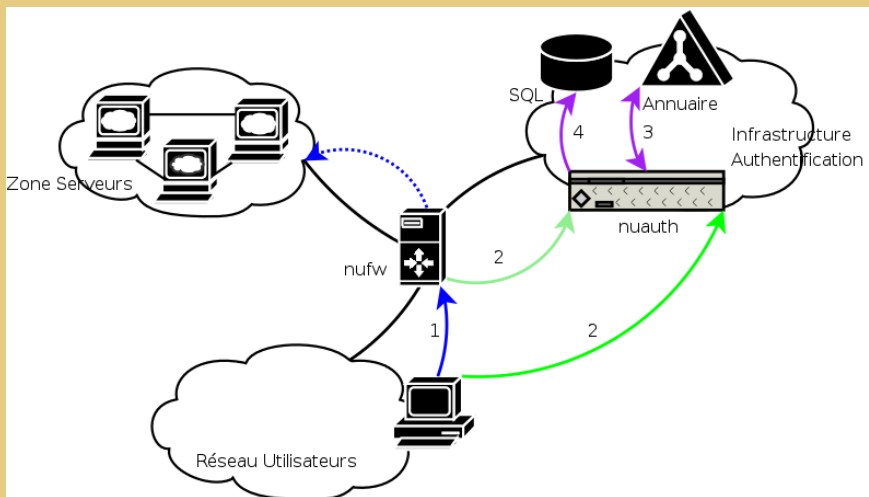 SQL
Annuaire
4
3
Infrastructure
Authentification
Zone Serveurs
nuauth
nufw
2
1
2
Réseau Utilisateurs